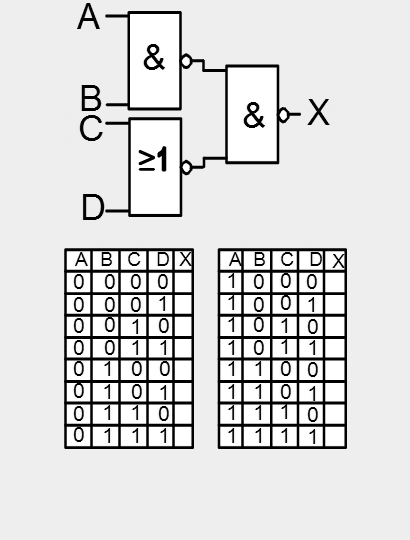 A
&
B
& X
C
≥1
D
A B C D X
0 0 0 0
0 0 0 1
0 0 1 0
0 0 1 1
0 1 0 0
0 1 0 1
0 1 1 0
0 1 1 1
A B C D X
1 0 0 0
1 0 0 1
1 0 1 0
1 0 1 1
1 1 0 0
1 1 0 1
1 1 1 0
1 1 1 1